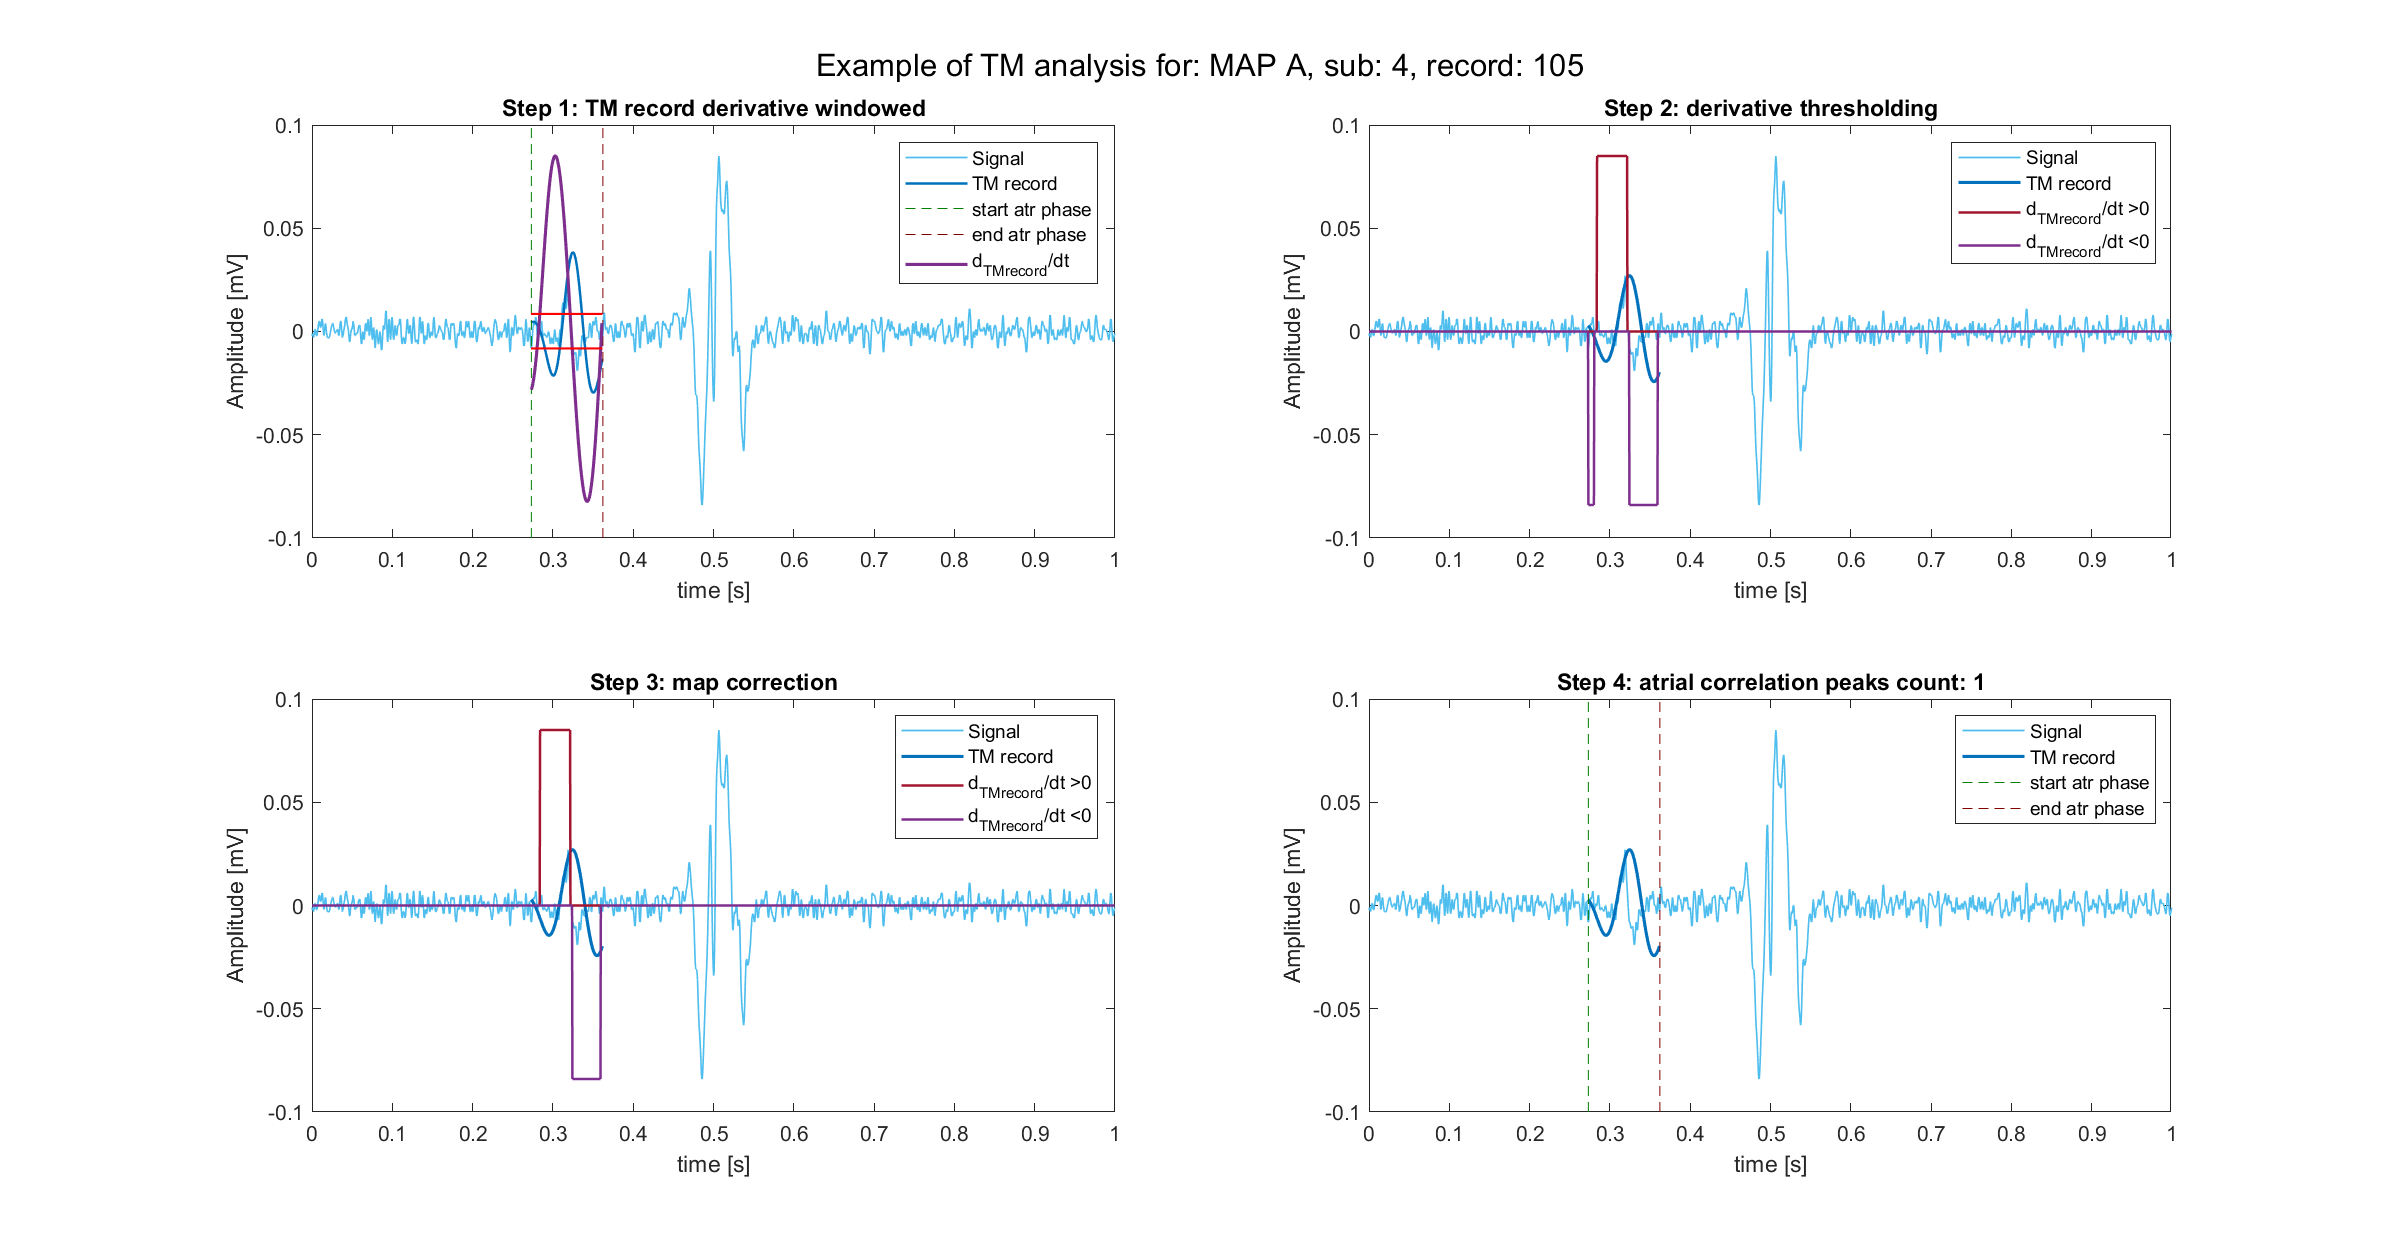 Example of TM analysis for: MAP A, sub: 4, record: 105
Step 1: TM record derivative windowed
0.1
0.05
0
-0.05
-0.1
Amplitude [mV]
0 0.1 0.2 0.3 0.4 0.5 0.6 0.7 0.8 0.9 1
time [s]
Signal
TM record
start atr phase
end atr phase
dTMrecord/dt
Step 2: derivative thresholding
0.1
0.05
0
-0.05
-0.1
Amplitude [mV]
0 0.1 0.2 0.3 0.4 0.5 0.6 0.7 0.8 0.9 1
time [s]
Signal
TM record
dTMrecord/dt >0
dTMrecord/dt <0
Step 3: map correction
0.1
0.05
0
-0.05
-0.1
Amplitude [mV]
0 0.1 0.2 0.3 0.4 0.5 0.6 0.7 0.8 0.9 1
time [s]
Signal
TM record
dTMrecord/dt >0
dTMrecord/dt <0
Step 4: atrial correlation peaks count: 1
0.1
0.05
0
-0.05
-0.1
Amplitude [mV]
0 0.1 0.2 0.3 0.4 0.5 0.6 0.7 0.8 0.9 1
time [s]
Signal
TM record
start atr phase
end atr phase